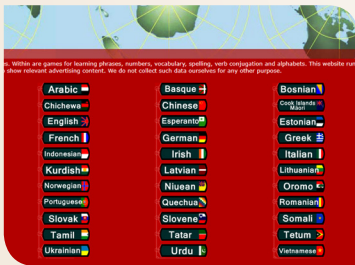 es. Within are games for learning phrases, numbers, vocabulary, spelling, verb conjugation and alphabets. This website run
show relevant advertising content. We do not collect such data ourselves for any other purpose.
Arabic Basque Bosnian
Chichewa Chinese Cook Islands Maori
English Esperanto Estonian
French German Greek
Indonesian Irish Italian
Kurdish Latvian Lithuanian
Norwegian Niuean Oromo
Portuguese Quechua Romanian
Slovak Slovene Somali
Tamil Tatar Tetum
Ukrainian Urdu Vietnamese